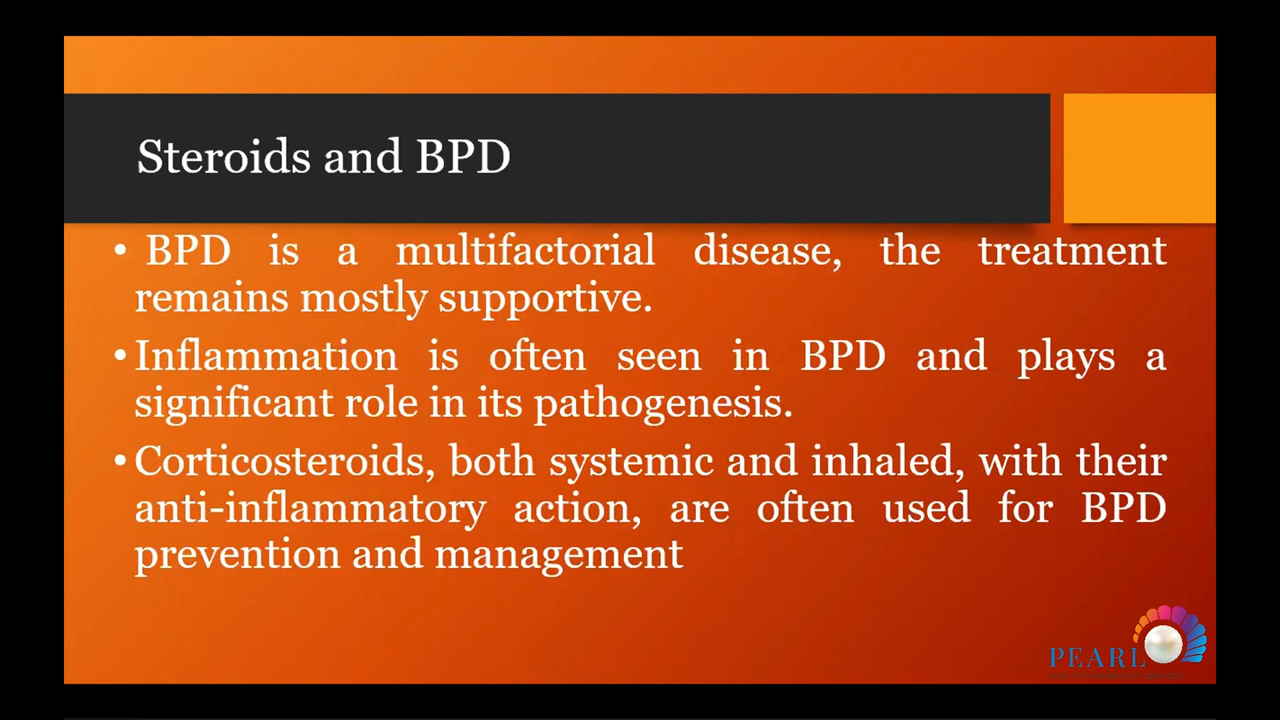 Steroids and BPD
• BPD is a multifactorial disease, the treatment
remains mostly supportive.
• Inflammation is often seen in BPD and plays a
significant role in its pathogenesis.
• Corticosteroids, both systemic and inhaled, with their
anti-inflammatory action, are often used for BPD
prevention and management
PEARL